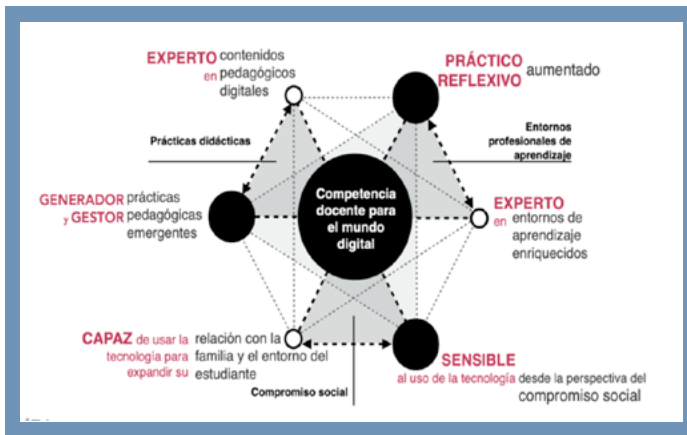 EXPERTO contenidos
en pedagógicos
digitales
PRÁCTICO
REFLEXIVO aumentado
Prácticas didácticas
Entornos
profesionales de
aprendizaje
GENERADOR prácticas
y GESTOR pedagógicas
emergentes
Competencia
docente para
el mundo
digital
EXPERTO
en entornos de
aprendizaje
enriquecidos
CAPAZ de usar la relación con la
tecnología para familia y el entorno del
expandir su estudiante
Compromiso social
SENSIBLE
al uso de la tecnología desde la perspectiva del
compromiso social